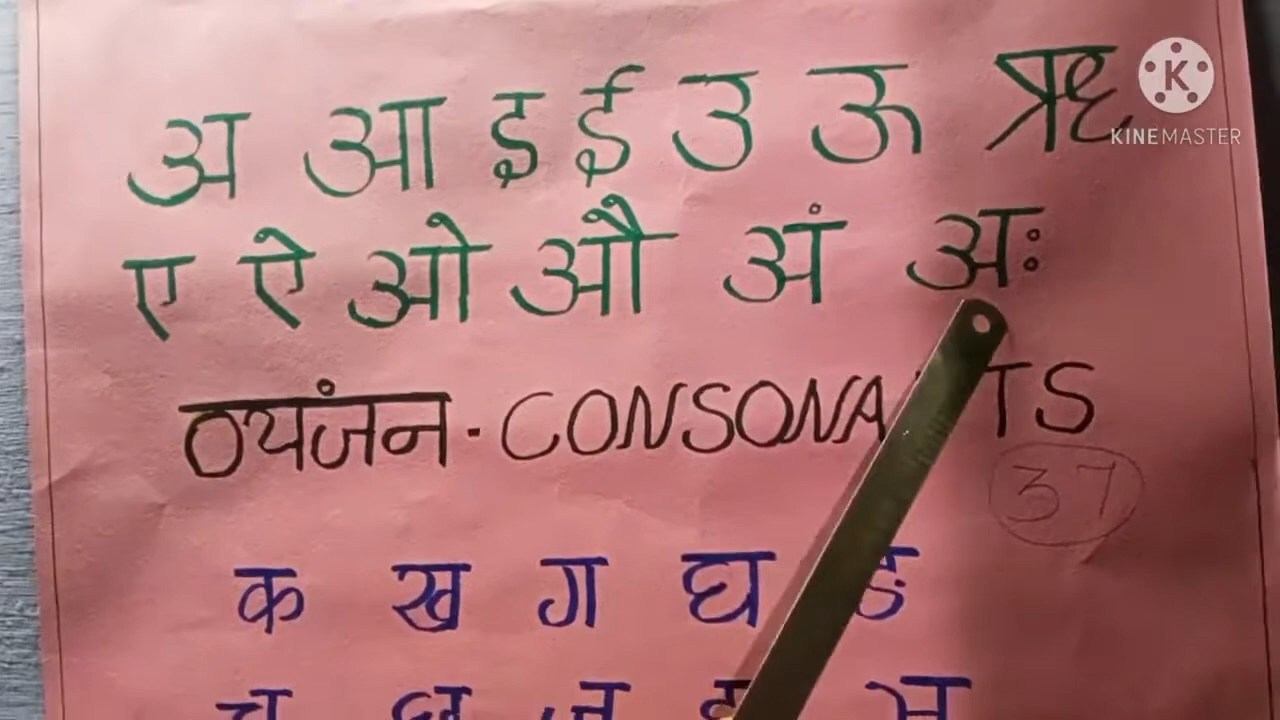 अ आ इ ई उ ऊ ऋ
KINEMASTER
ए ऐ ओ औ अं अः
व्यंजन · CONSONANTS
37
क ख ग घ ङ
च छ ज